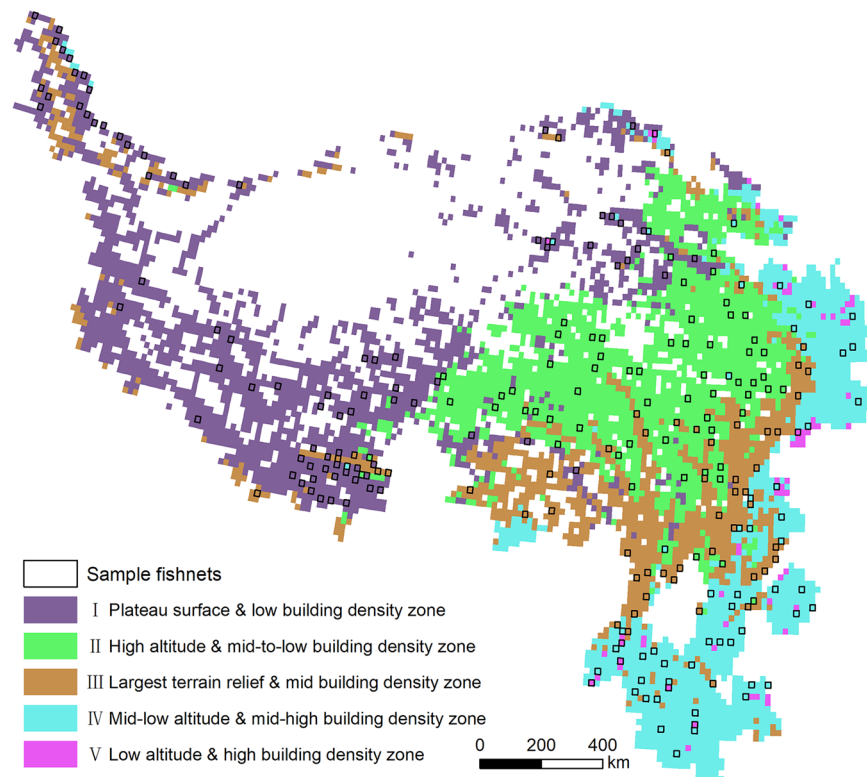 Sample fishnets
Ⅰ Plateau surface & low building density zone
Ⅱ High altitude & mid-to-low building density zone
Ⅲ Largest terrain relief & mid building density zone
Ⅳ Mid-low altitude & mid-high building density zone
Ⅴ Low altitude & high building density zone
0 200 400
km